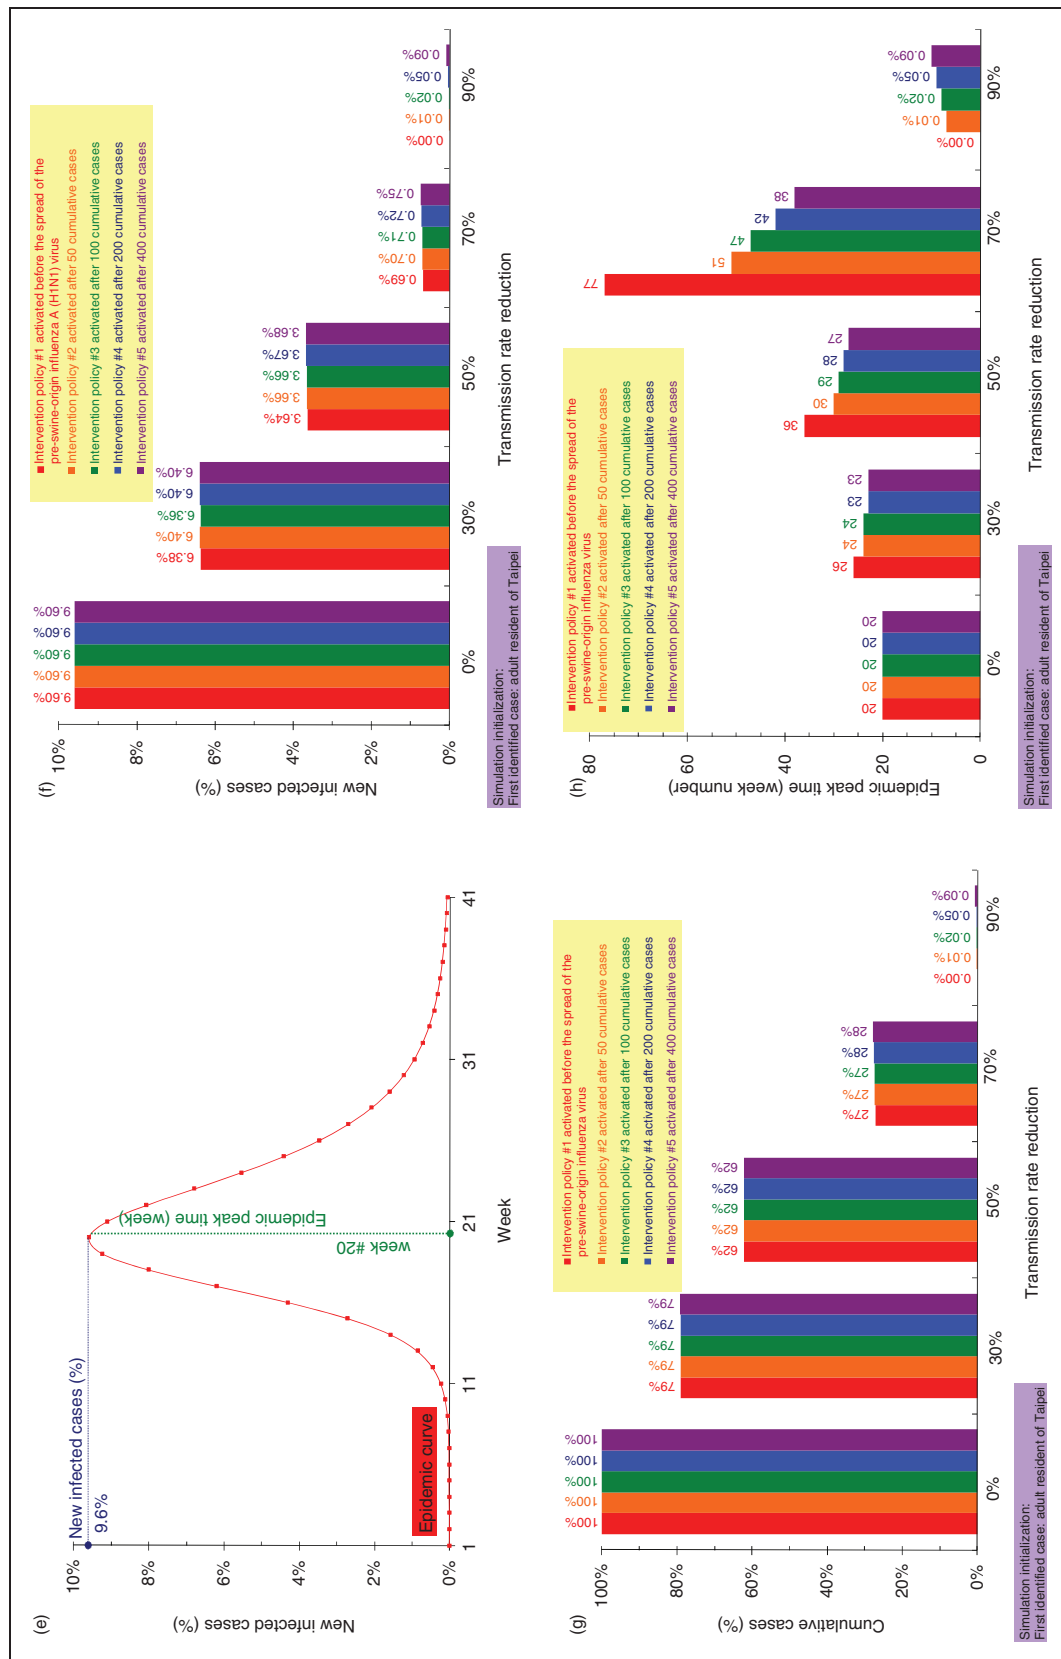 (e)
New infected cases (%)
10%
8%
6%
4%
2%
0%
New infected cases (%)
9.6%
Epidemic peak time (week)
week #20
Epidemic curve
1
11
21
31
41
Week
(f)
New infected cases (%)
10%
8%
6%
4%
2%
0%
Intervention policy #1 activated before the spread of the
pre-swine-origin influenza A (H1N1) virus
Intervention policy #2 activated after 50 cumulative cases
Intervention policy #3 activated after 100 cumulative cases
Intervention policy #4 activated after 200 cumulative cases
Intervention policy #5 activated after 400 cumulative cases
9.60%
9.60%
9.60%
9.60%
9.60%
6.38%
6.40%
6.36%
6.40%
6.40%
3.64%
3.66%
3.66%
3.67%
3.68%
0.69%
0.70%
0.71%
0.72%
0.75%
0.00%
0.01%
0.02%
0.05%
0.09%
0%
30%
50%
70%
90%
Transmission rate reduction
Simulation initialization:
First identified case: adult resident of Taipei
(g)
Cumulative cases (%)
100%
80%
60%
40%
20%
0%
Intervention policy #1 activated before the spread of the
pre-swine-origin influenza virus
Intervention policy #2 activated after 50 cumulative cases
Intervention policy #3 activated after 100 cumulative cases
Intervention policy #4 activated after 200 cumulative cases
Intervention policy #5 activated after 400 cumulative cases
100%
100%
100%
100%
100%
79%
79%
79%
79%
79%
62%
62%
62%
62%
62%
27%
27%
27%
28%
28%
0.00%
0.01%
0.02%
0.05%
0.09%
0%
30%
50%
70%
90%
Transmission rate reduction
Simulation initialization:
First identified case: adult resident of Taipei
(h)
Epidemic peak time (week number)
80
60
40
20
0
Intervention policy #1 activated before the spread of the
pre-swine-origin influenza virus
Intervention policy #2 activated after 50 cumulative cases
Intervention policy #3 activated after 100 cumulative cases
Intervention policy #4 activated after 200 cumulative cases
Intervention policy #5 activated after 400 cumulative cases
20
20
20
20
20
26
24
24
23
23
36
30
29
28
27
77
51
47
42
38
0.00%
0.01%
0.02%
0.05%
0.09%
0%
30%
50%
70%
90%
Transmission rate reduction
Simulation initialization:
First identified case: adult resident of Taipei